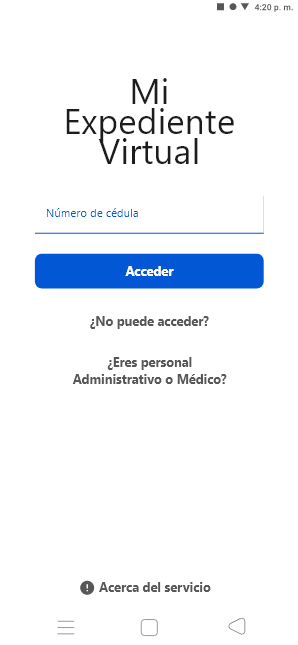 4:20 p. m.
Mi
Expediente
Virtual
Número de cédula
Acceder
¿No puede acceder?
¿Eres personal
Administrativo o Médico?
Acerca del servicio